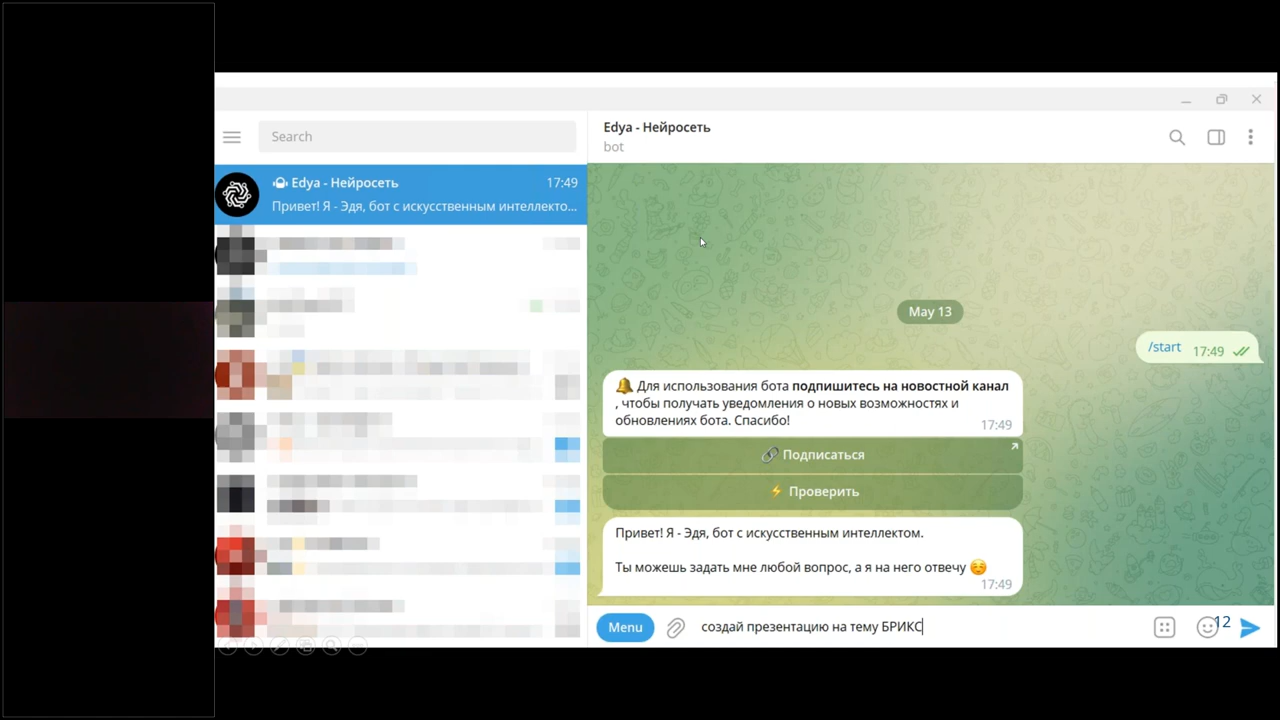 Search
Edya - Нейросеть
bot
Edya - Нейросеть 17:49
Привет! Я - Эдя, бот с искусственным интеллекто...
May 13
/start 17:49
🔔 Для использования бота подпишитесь на новостной канал
, чтобы получать уведомления о новых возможностях и
обновлениях бота. Спасибо! 17:49
🔗 Подписаться
⚡ Проверить
Привет! Я - Эдя, бот с искусственным интеллектом.
Ты можешь задать мне любой вопрос, а я на него отвечу ☺️
17:49
Menu
создай презентацию на тему БРИКС
12